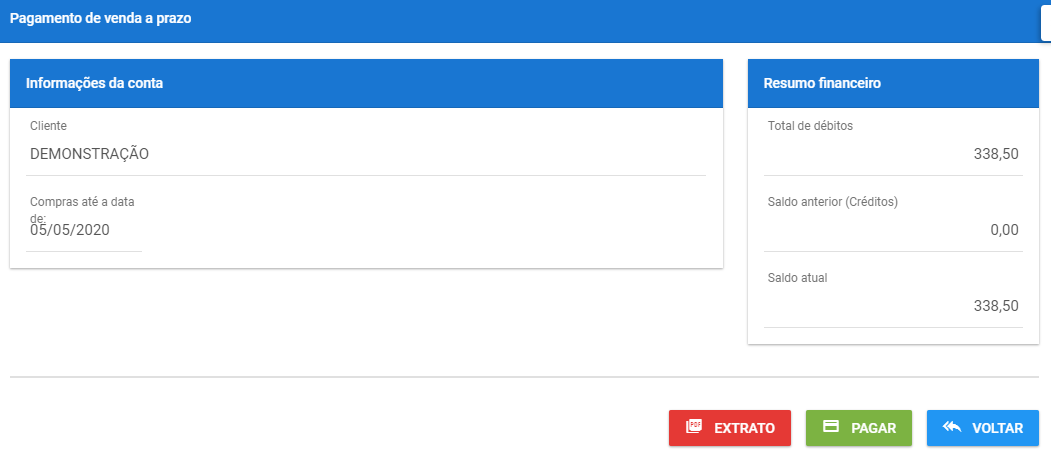 Pagamento de venda a prazo
Informações da conta
Cliente
DEMONSTRAÇÃO
Compras até a data
de:
05/05/2020
Resumo financeiro
Total de débitos
338,50
Saldo anterior (Créditos)
0,00
Saldo atual
338,50
PDF EXTRATO
PAGAR
VOLTAR